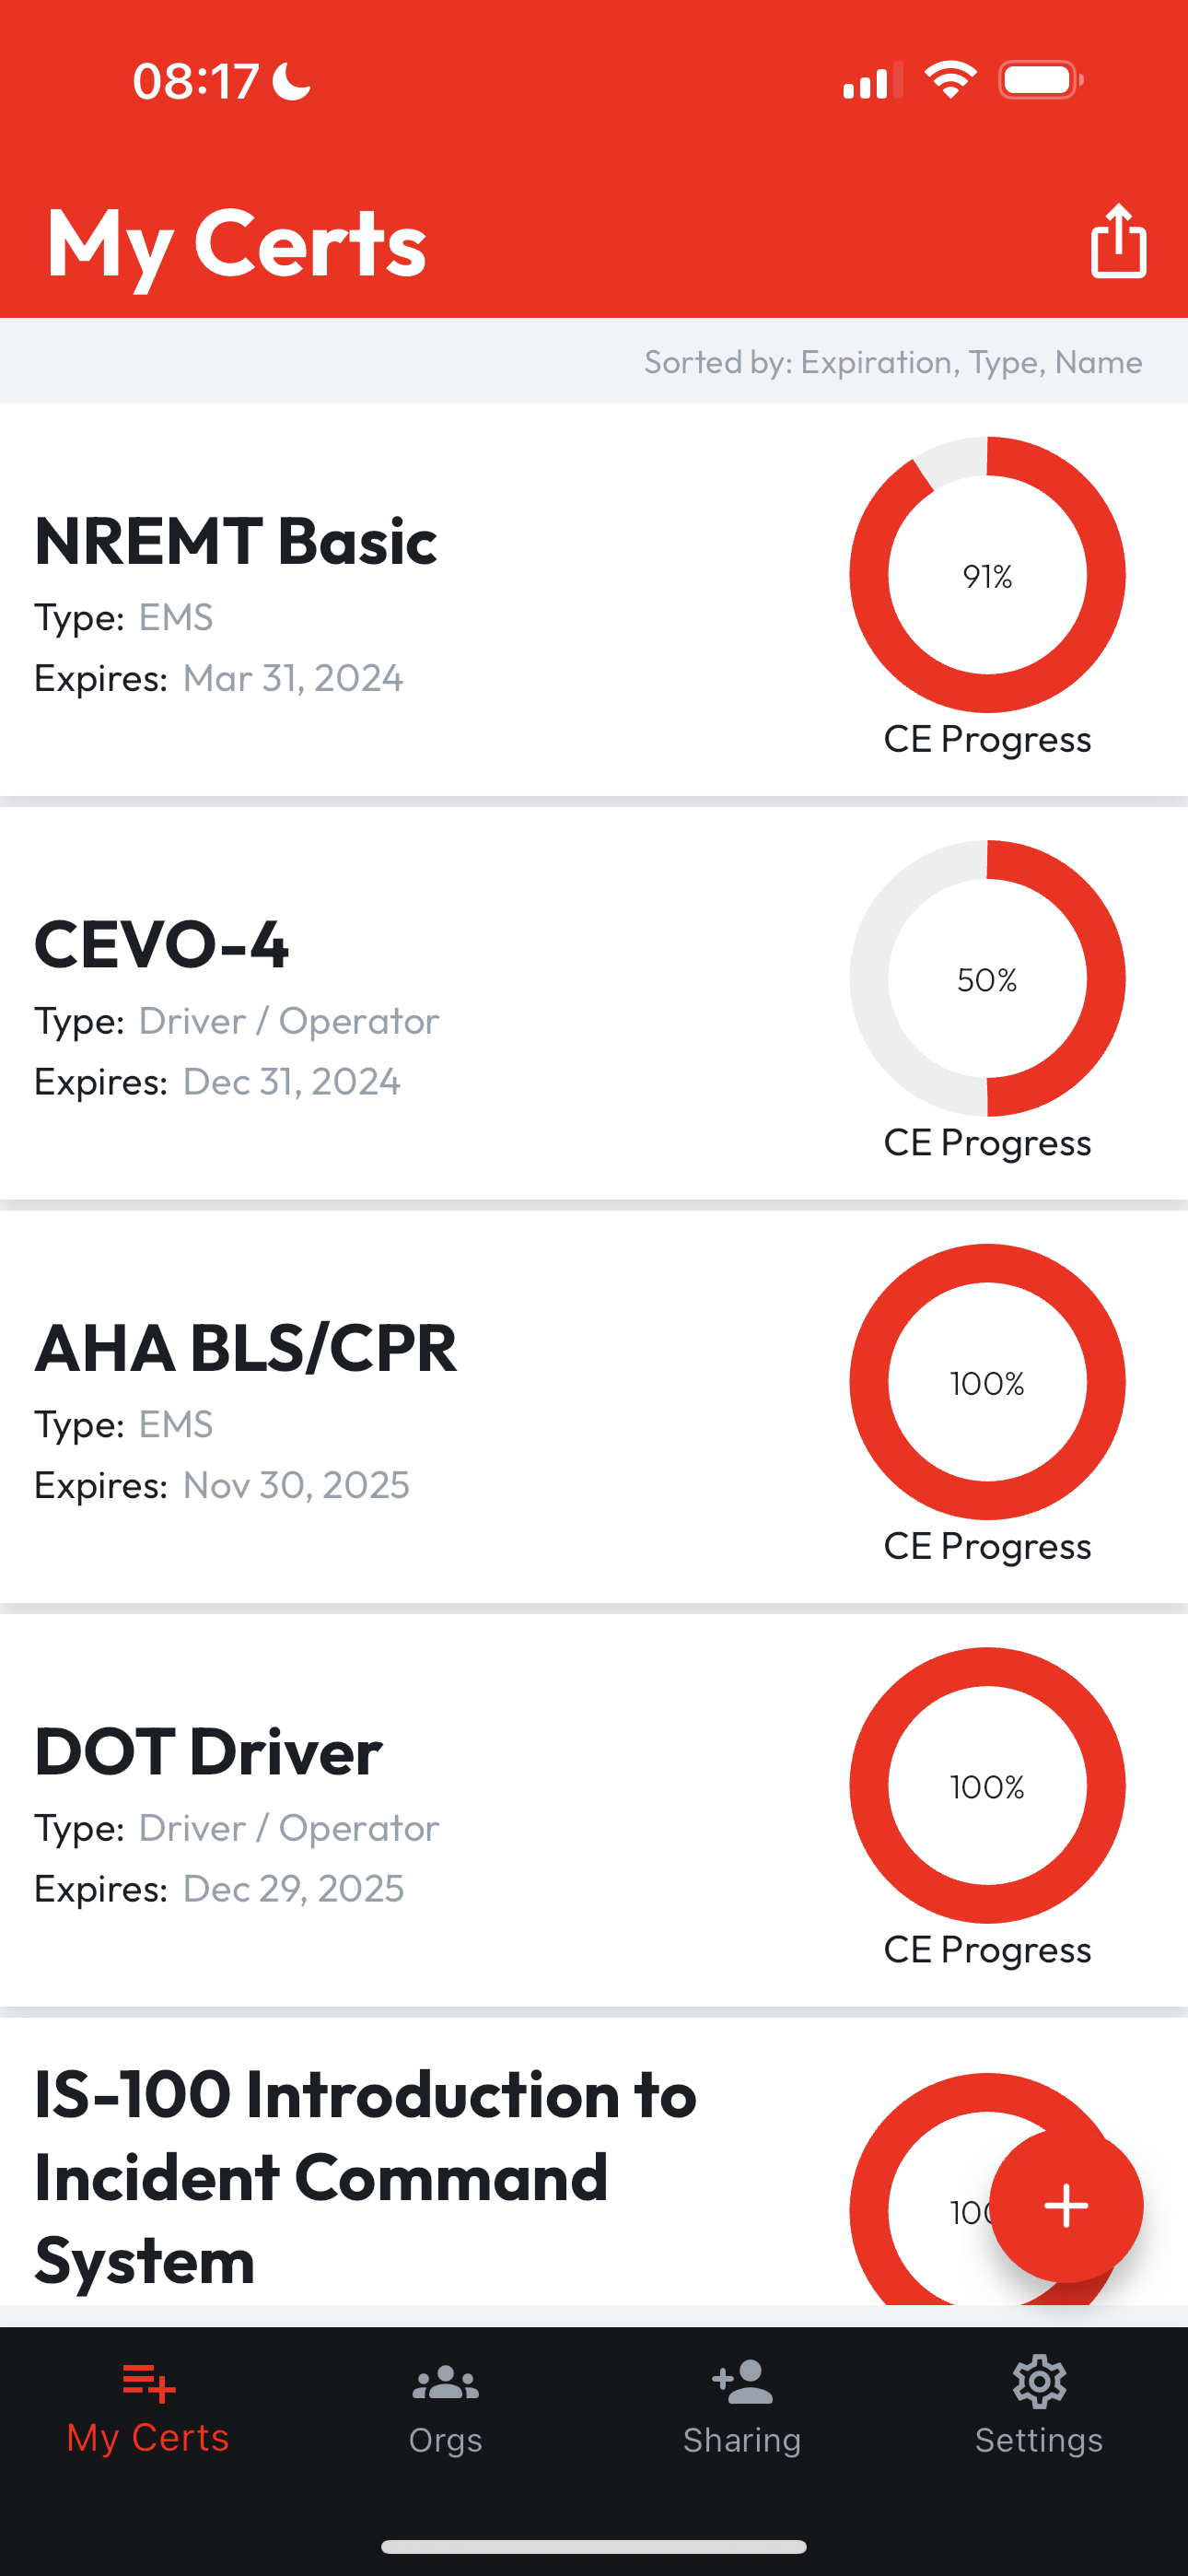 08:17
My Certs
Sorted by: Expiration, Type, Name
NREMT Basic
Type: EMS
Expires: Mar 31, 2024
91%
CE Progress
CEVO-4
Type: Driver / Operator
Expires: Dec 31, 2024
50%
CE Progress
AHA BLS/CPR
Type: EMS
Expires: Nov 30, 2025
100%
CE Progress
DOT Driver
Type: Driver / Operator
Expires: Dec 29, 2025
100%
CE Progress
IS-100 Introduction to
Incident Command
System
My Certs
Orgs
Sharing
Settings